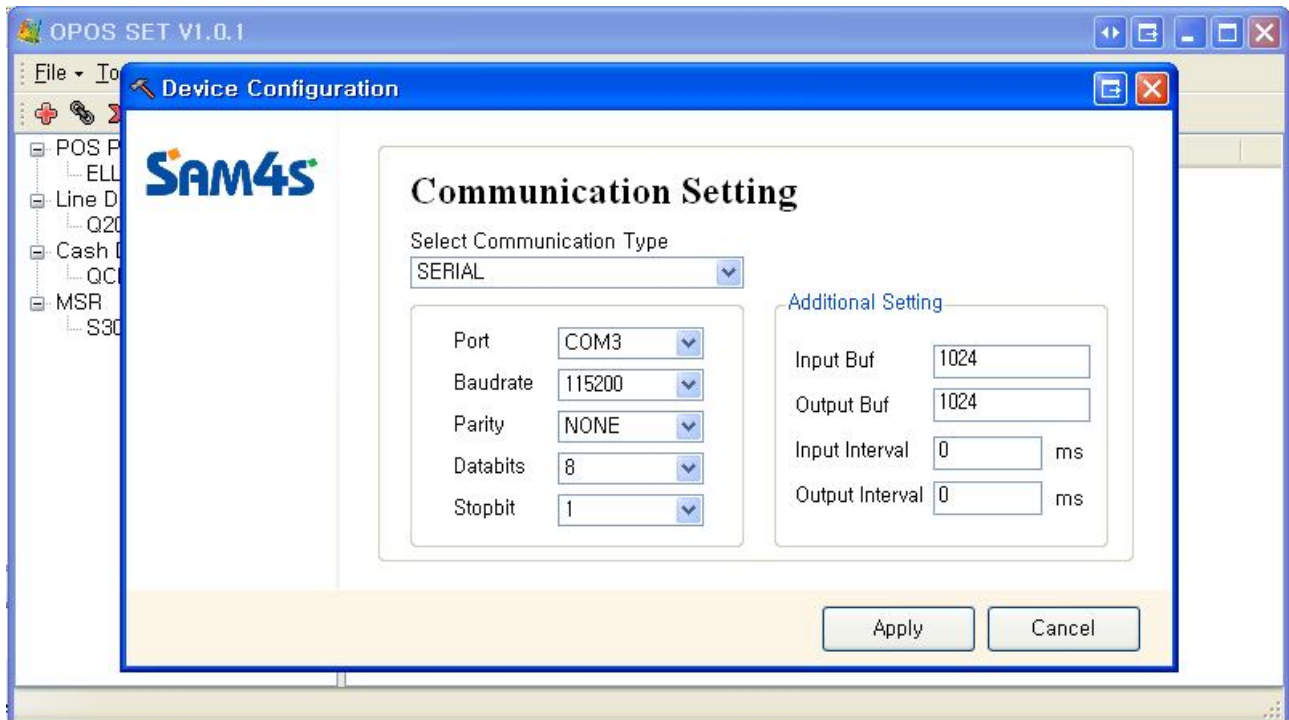 OPOS SET V1.0.1
File
Device Configuration
POS P
ELL
Line D
Q20
Cash
MSR
S30
SAM4S
Communication Setting
Select Communication Type
SERIAL
Port COM3
Baudrate 115200
Parity NONE
Databits 8
Stopbit 1
Additional Setting
Input Buf 1024
Output Buf 1024
Input Interval 0 ms
Output Interval 0 ms
Apply Cancel